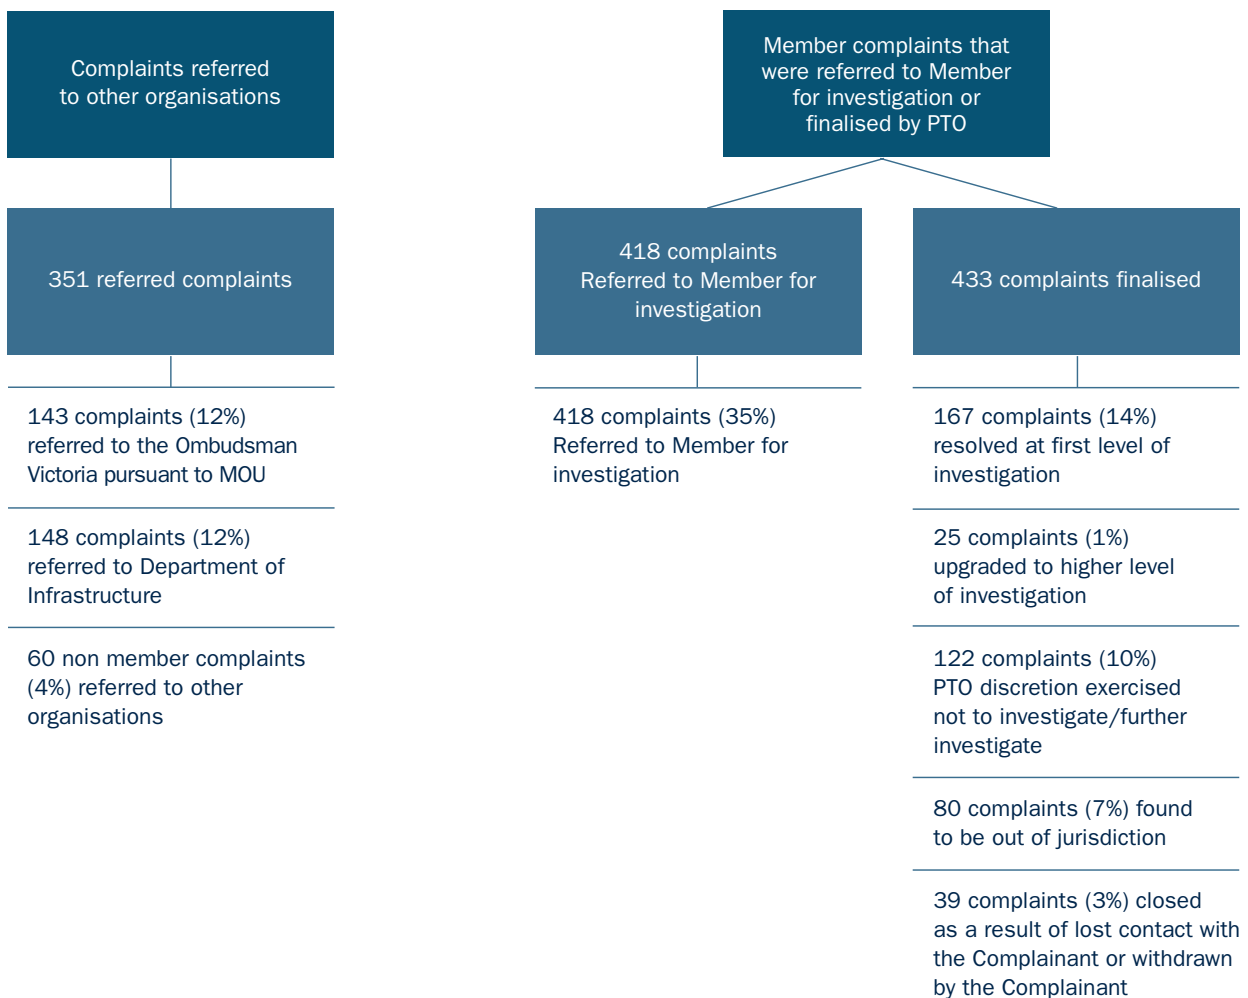 Complaints referred
to other organisations
Member complaints that
were referred to Member
for investigation or
finalised by PTO
351 referred complaints
418 complaints
Referred to Member for
investigation
433 complaints finalised
143 complaints (12%)
referred to the Ombudsman
Victoria pursuant to MOU
148 complaints (12%)
referred to Department of
Infrastructure
60 non member complaints
(4%) referred to other
organisations
418 complaints (35%)
Referred to Member for
investigation
167 complaints (14%)
resolved at first level of
investigation
25 complaints (1%)
upgraded to higher level
of investigation
122 complaints (10%)
PTO discretion exercised
not to investigate/further
investigate
80 complaints (7%) found
to be out of jurisdiction
39 complaints (3%) closed
as a result of lost contact with
the Complainant or withdrawn
by the Complainant